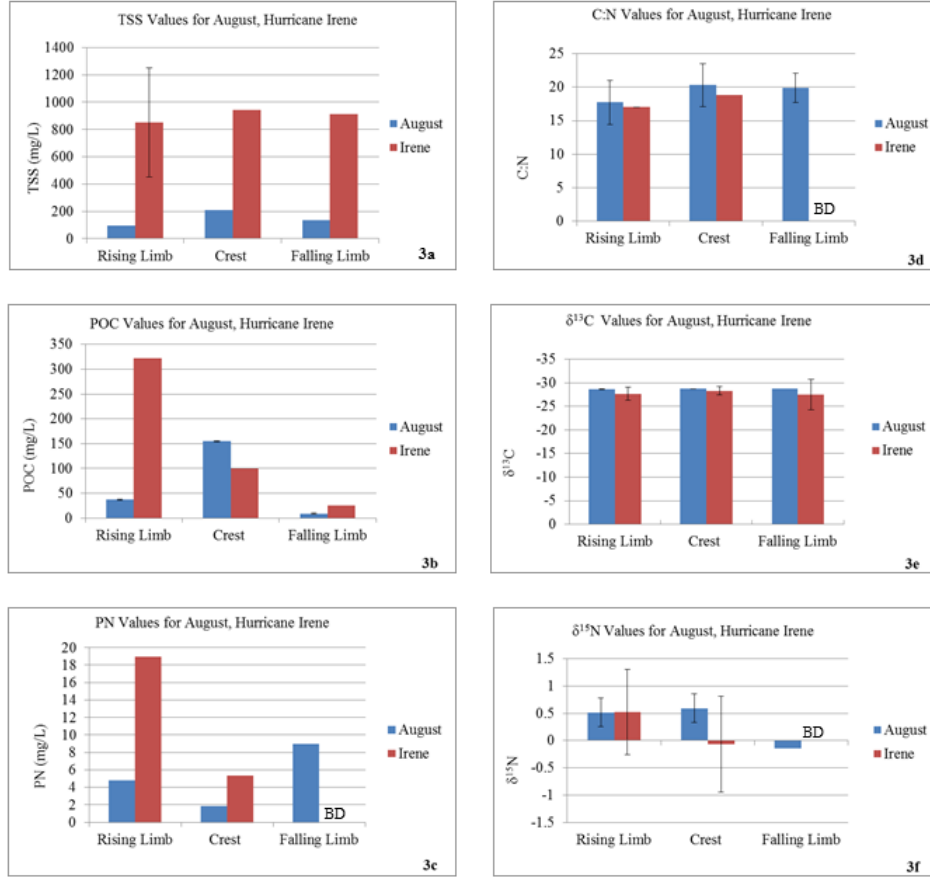 TSS Values for August, Hurricane Irene
1400
1200
1000
800
600
400
200
0
TSS (mg/L)
Rising Limb Crest Falling Limb
August
Irene
3a
C:N Values for August, Hurricane Irene
25
20
15
10
5
0
C:N
BD
Rising Limb Crest Falling Limb
August
Irene
3d
POC Values for August, Hurricane Irene
350
300
250
200
150
100
50
0
POC (mg/L)
Rising Limb Crest Falling Limb
August
Irene
3b
δ¹³C Values for August, Hurricane Irene
-35
-30
-25
-20
-15
-10
-5
0
δ¹³C
Rising Limb Crest Falling Limb
August
Irene
3e
PN Values for August, Hurricane Irene
20
18
16
14
12
10
8
6
4
2
0
PN (mg/L)
BD
Rising Limb Crest Falling Limb
August
Irene
3c
δ¹⁵N Values for August, Hurricane Irene
1.5
1
0.5
0
-0.5
-1
-1.5
δ¹⁵N
BD
Rising Limb Crest Falling Limb
August
Irene
3f